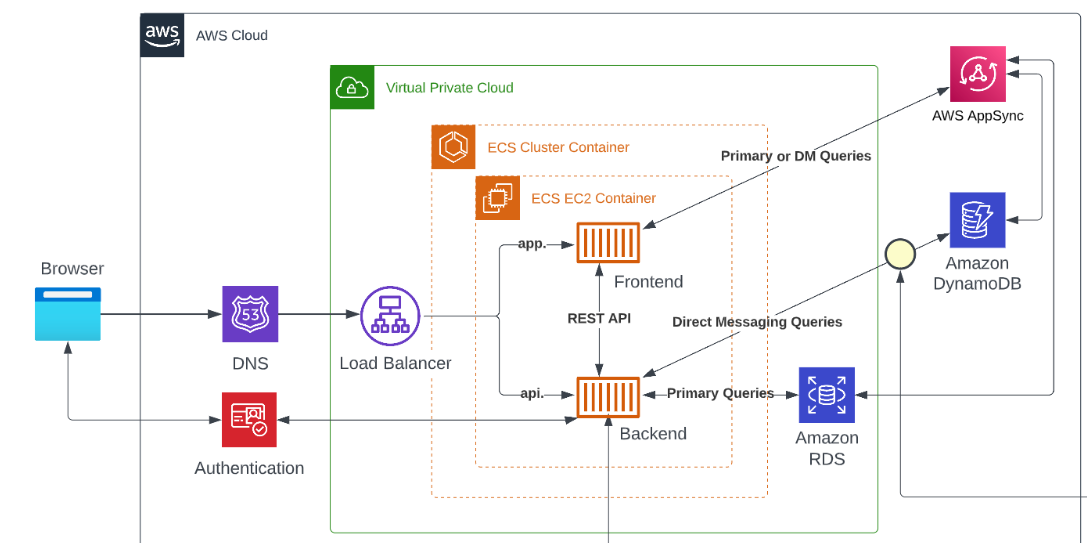 aws
AWS Cloud
Virtual Private Cloud
AWS AppSync
ECS Cluster Container
Primary or DM Queries
ECS EC2 Container
app.
Frontend
Amazon
DynamoDB
Browser
53
DNS
Load Balancer
REST API
Direct Messaging Queries
api.
Primary Queries
Backend
Amazon
RDS
Authentication